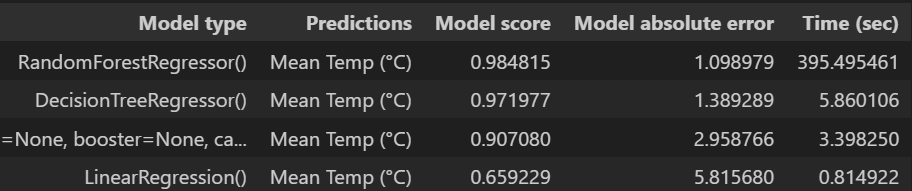 Model type Predictions Model score Model absolute error Time (sec)
RandomForestRegressor() Mean Temp (°C) 0.984815 1.098979 395.495461
DecisionTreeRegressor() Mean Temp (°C) 0.971977 1.389289 5.860106
=None, booster=None, ca... Mean Temp (°C) 0.907080 2.958766 3.398250
LinearRegression() Mean Temp (°C) 0.659229 5.815680 0.814922